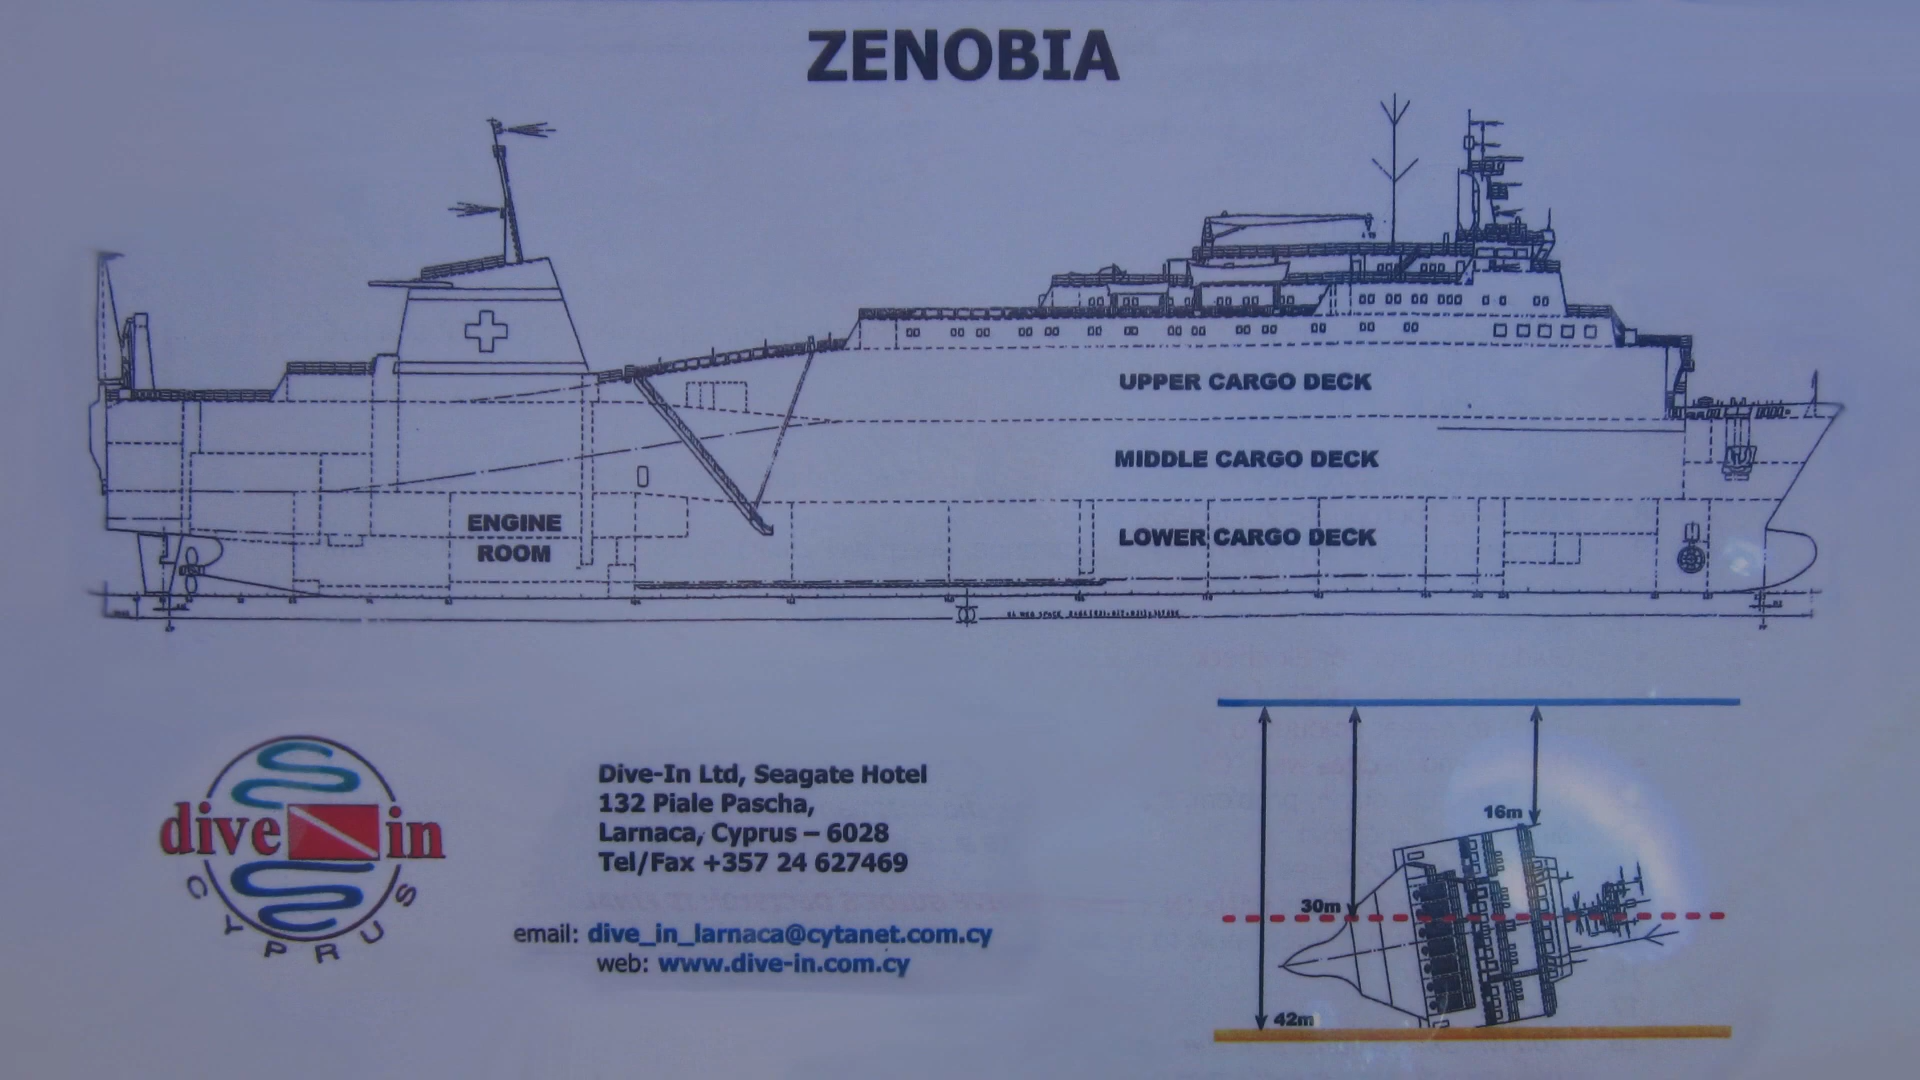 ZENOBIA
UPPER CARGO DECK
MIDDLE CARGO DECK
ENGINE
ROOM
LOWER CARGO DECK
dive in
CYPRUS
Dive-In Ltd, Seagate Hotel
132 Piale Pascha,
Larnaca, Cyprus – 6028
Tel/Fax +357 24 627469
email: dive_in_larnaca@cytanet.com.cy
web: www.dive-in.com.cy
16m
30m
42m